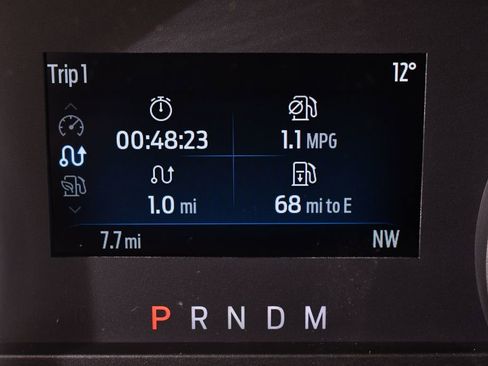 Trip 1 12°
00:48:23 1.1 MPG
1.0 mi 68 mi to E
7.7 mi NW
P R N D M